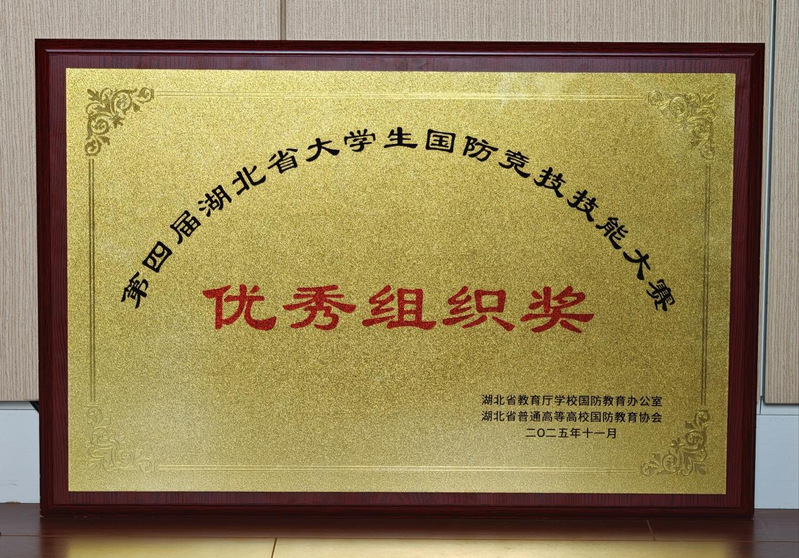 第四届湖北省大学生国防竞技技能大赛
优秀组织奖
湖北省教育厅学校国防教育办公室
湖北省普通高等高校国防教育协会
二〇二五年十一月